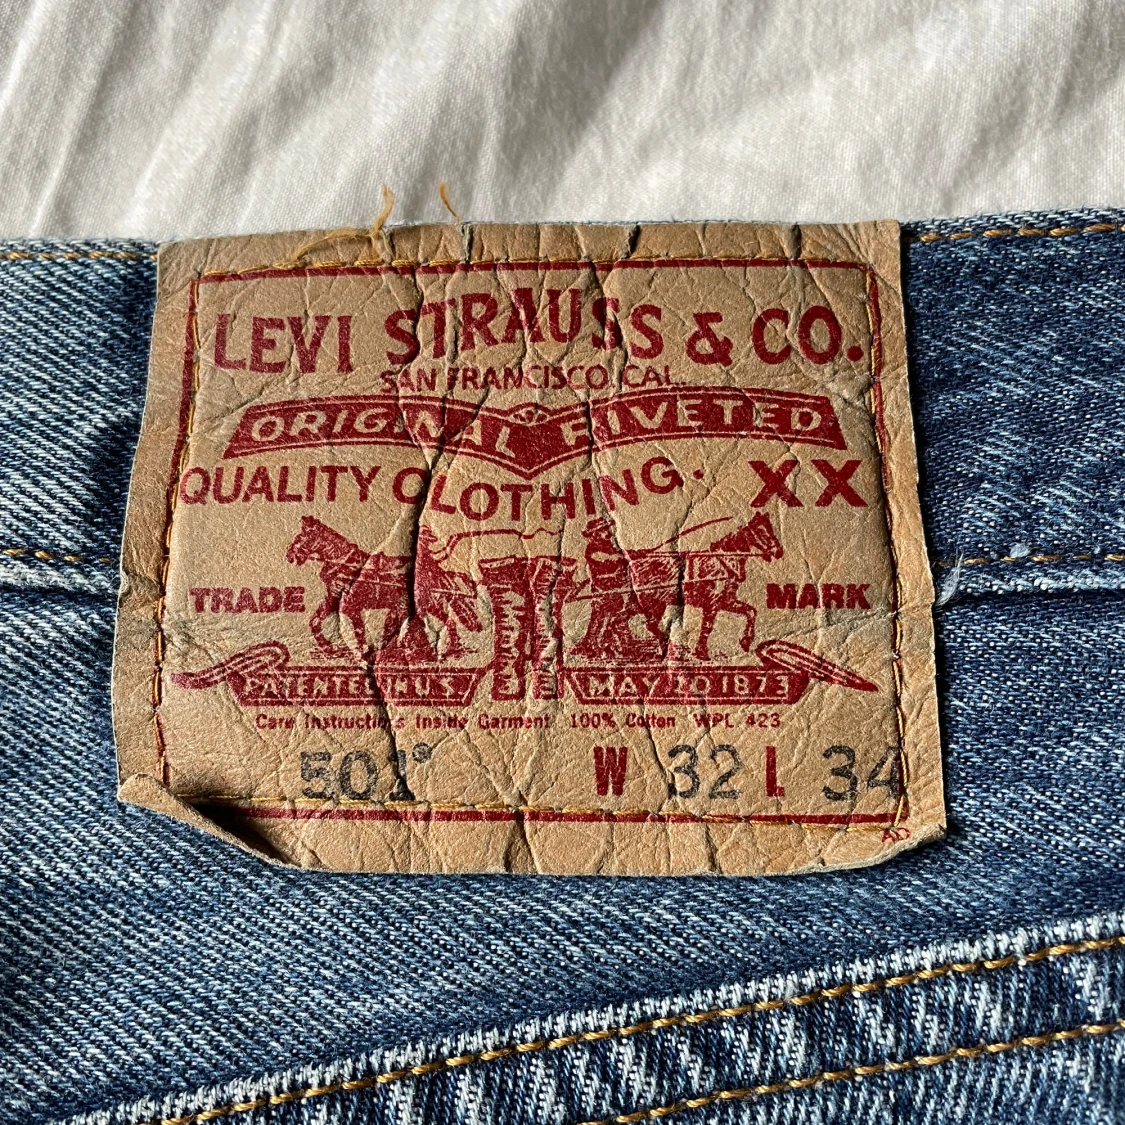 LEVI STRAUSS & CO.
SAN FRANCISCO, CAL.
ORIGINAL RIVETED
QUALITY CLOTHING. XX
TRADE MARK
PATENTED IN U.S. MAY 20 1873
Care Instructions Inside Garment 100% Cotton WPL 423
501® W 32 L 34
AD